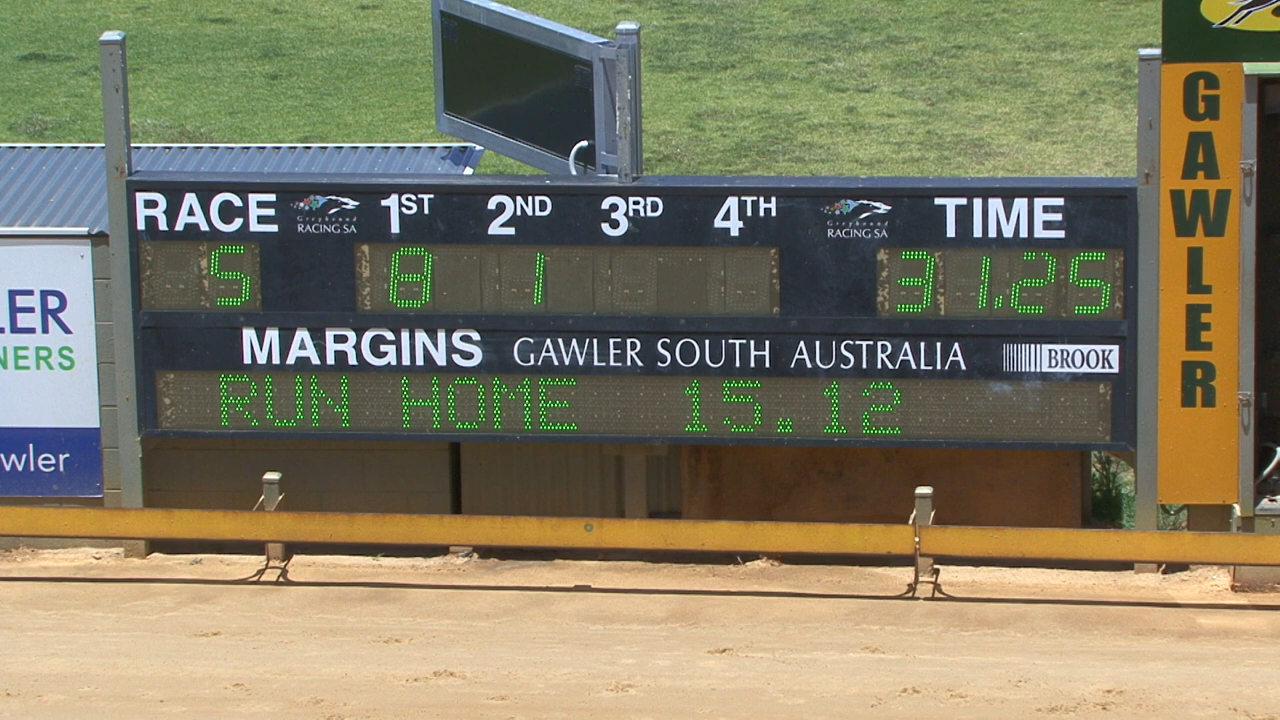 RACE Greyhound RACING SA 1ST 2ND 3RD 4TH Greyhound RACING SA TIME
5 8 1 31.25
MARGINS GAWLER SOUTH AUSTRALIA BROOK
RUN HOME 15.12
GAWLER
LER
NERS
wler